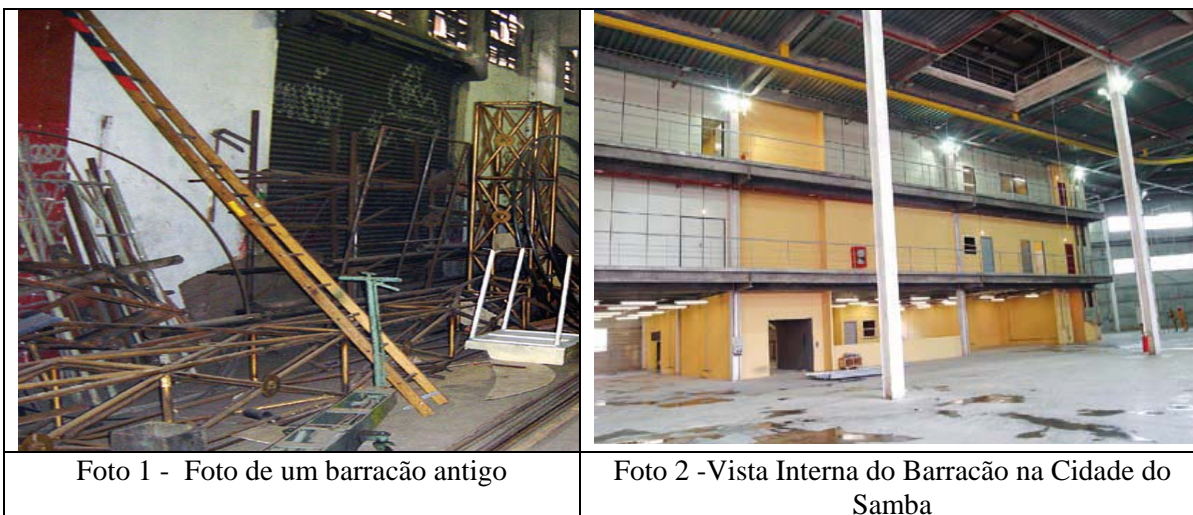 Foto 1 - Foto de um barracão antigo
Foto 2 -Vista Interna do Barracão na Cidade do
Samba